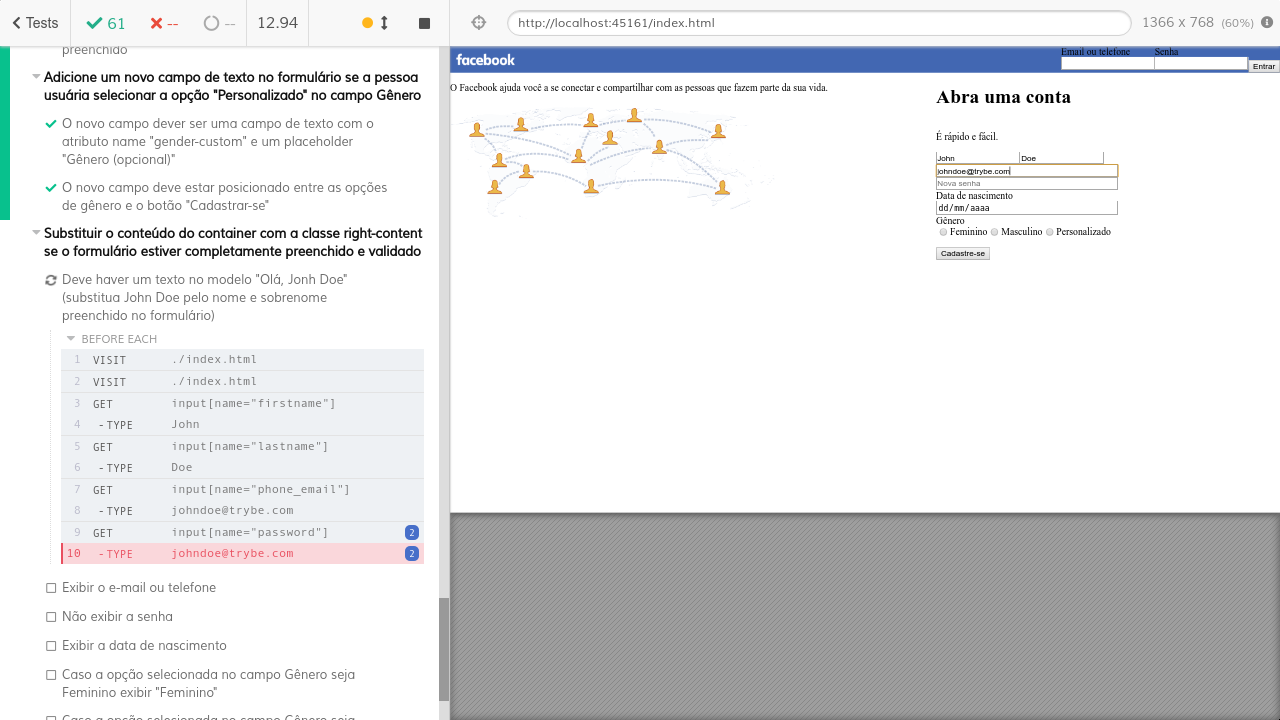 Tests
61
--
--
12.94
http://localhost:45161/index.html
1366 x 768 (60%)
preenchido
Adicione um novo campo de texto no formulário se a pessoa
usuária selecionar a opção "Personalizado" no campo Gênero
O novo campo dever ser uma campo de texto com o
atributo name "gender-custom" e um placeholder
"Gênero (opcional)"
O novo campo deve estar posicionado entre as opções
de gênero e o botão "Cadastrar-se"
Substituir o conteúdo do container com a classe right-content
se o formulário estiver completamente preenchido e validado
Deve haver um texto no modelo "Olá, Jonh Doe"
(substitua John Doe pelo nome e sobrenome
preenchido no formulário)
BEFORE EACH
1 VISIT ./index.html
2 VISIT ./index.html
3 GET input[name="firstname"]
4 -TYPE John
5 GET input[name="lastname"]
6 -TYPE Doe
7 GET input[name="phone_email"]
8 -TYPE johndoe@trybe.com
9 GET input[name="password"] 2
10 -TYPE johndoe@trybe.com 2
Exibir o e-mail ou telefone
Não exibir a senha
Exibir a data de nascimento
Caso a opção selecionada no campo Gênero seja
Feminino exibir "Feminino"
Caso a opção selecionada no campo Gênero seja
facebook
Email ou telefone Senha
Entrar
O Facebook ajuda você a se conectar e compartilhar com as pessoas que fazem parte da sua vida.
Abra uma conta
É rápido e fácil.
John Doe
johndoe@trybe.com
Nova senha
Data de nascimento
dd/mm/aaaa
Gênero
Feminino Masculino Personalizado
Cadastre-se